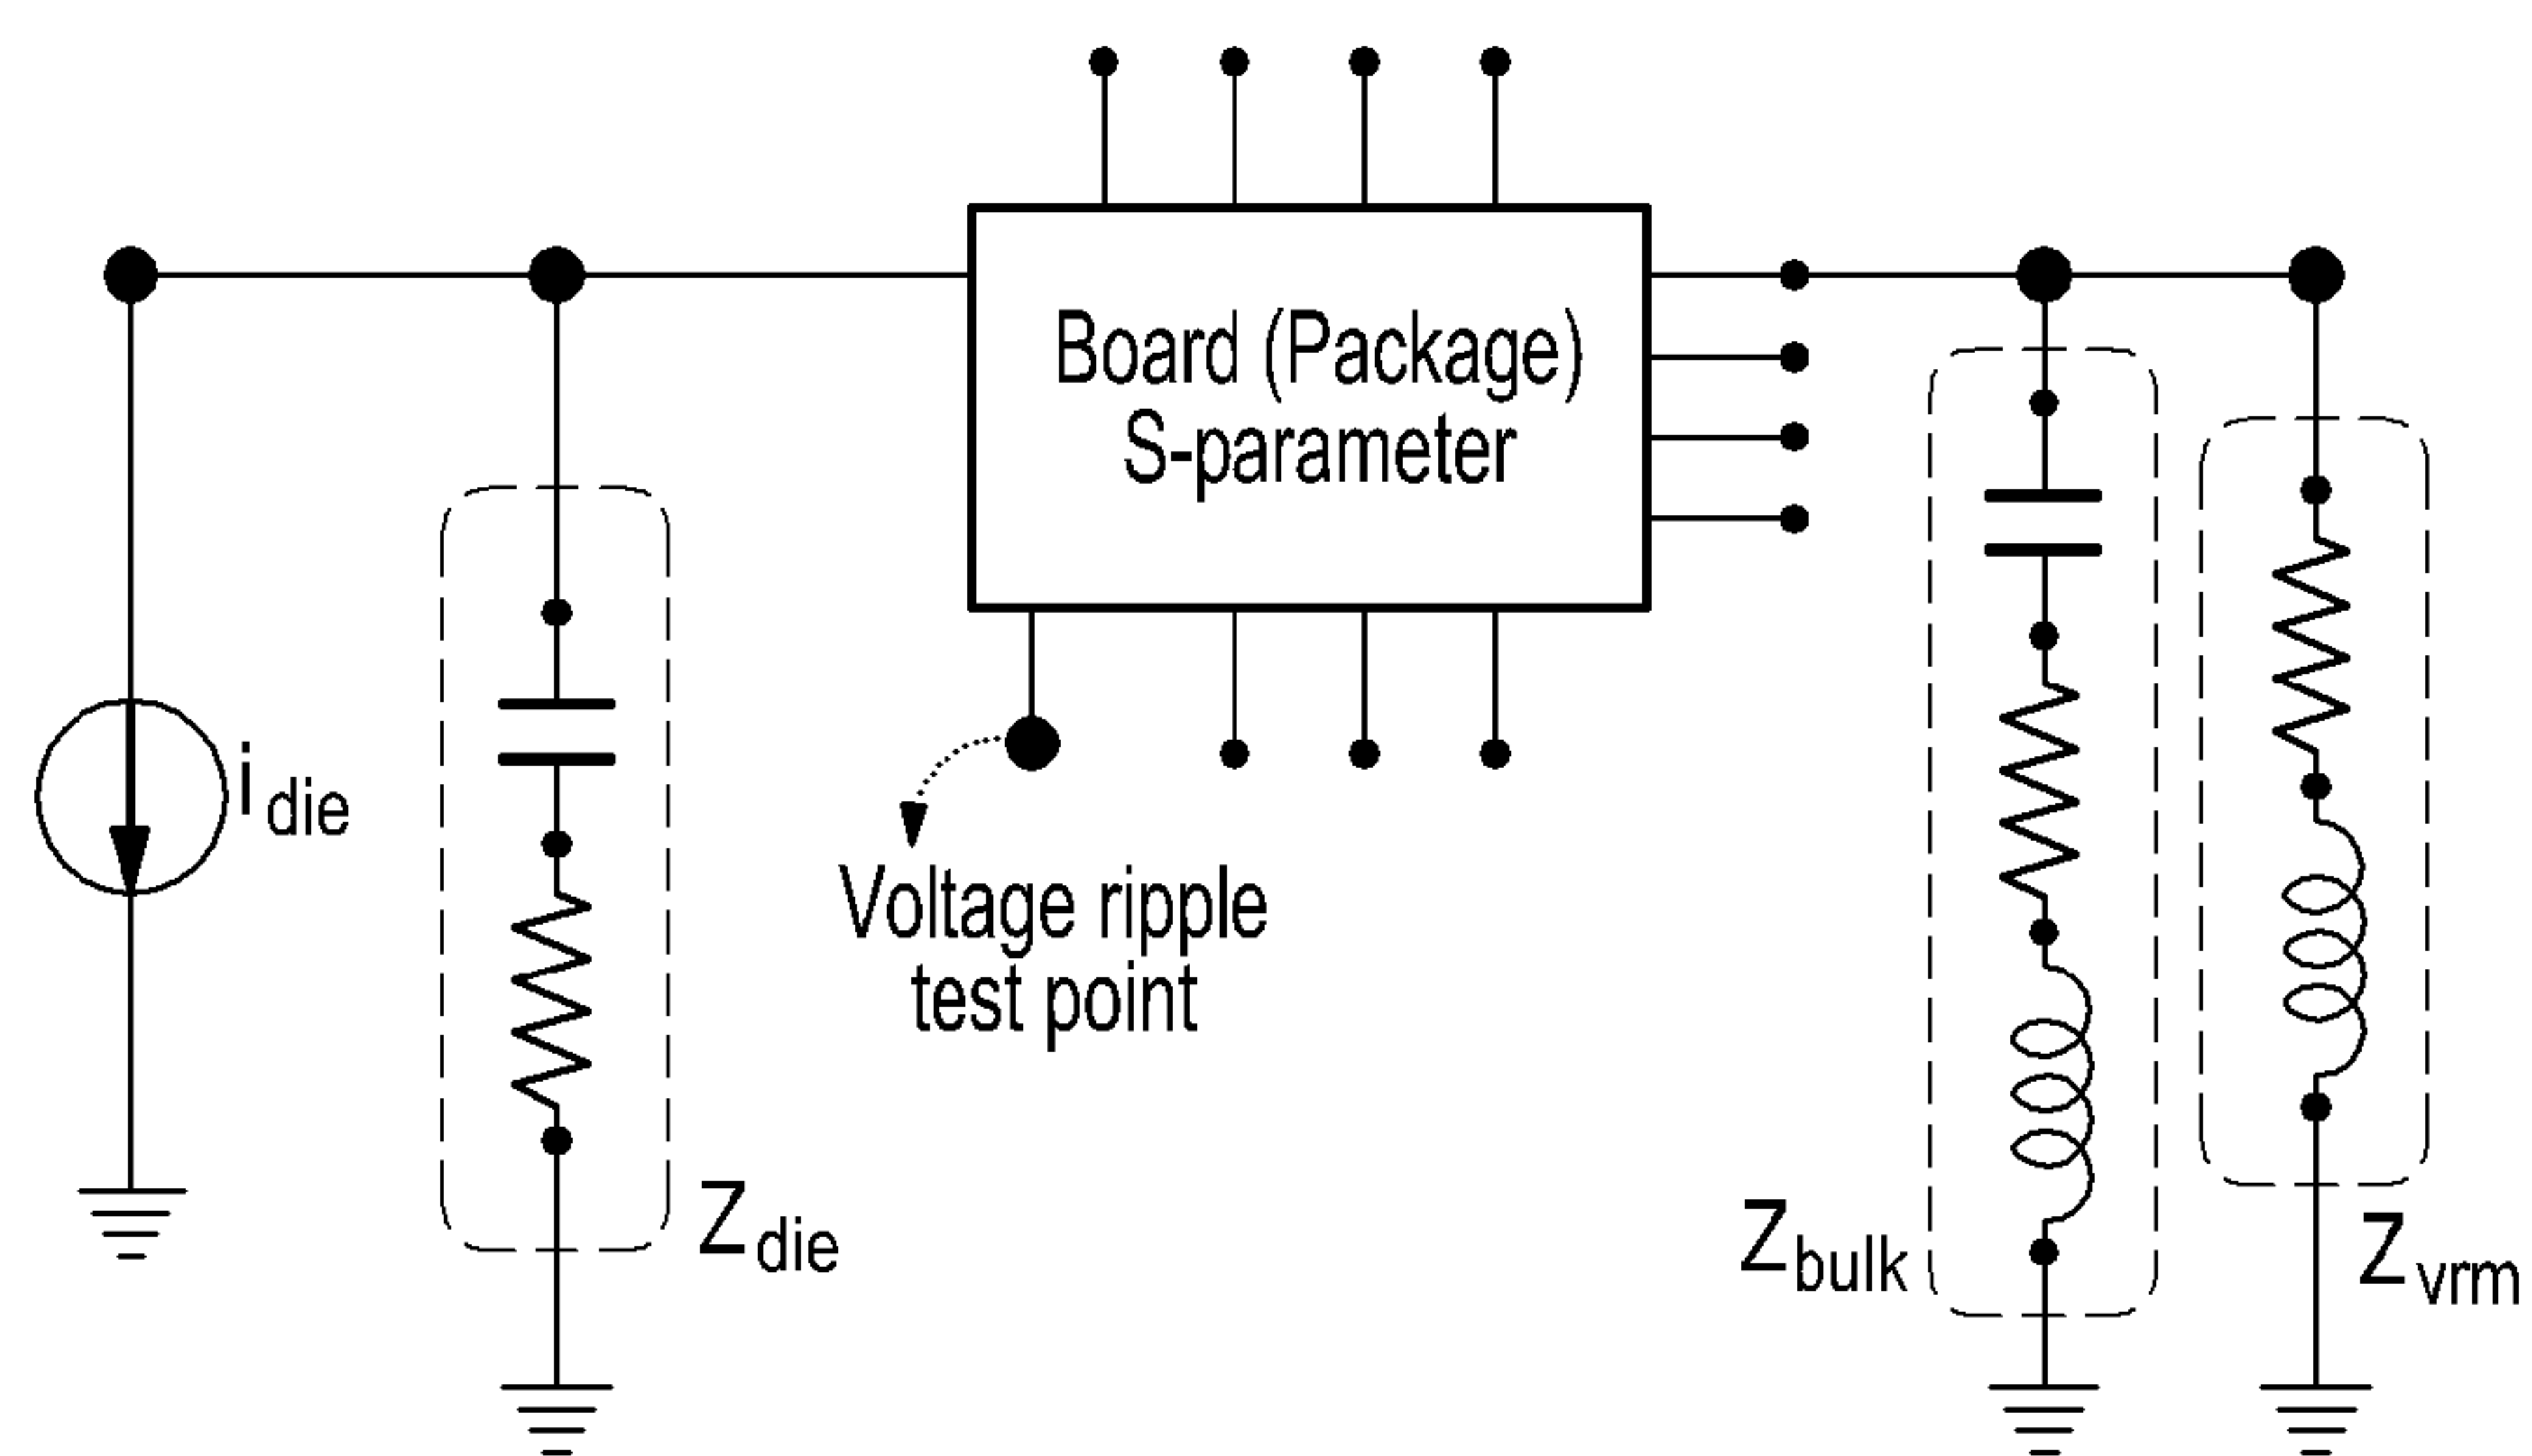 Board (Package)
S-parameter
i die
Voltage ripple
test point
Z die
Z bulk
Z vrm